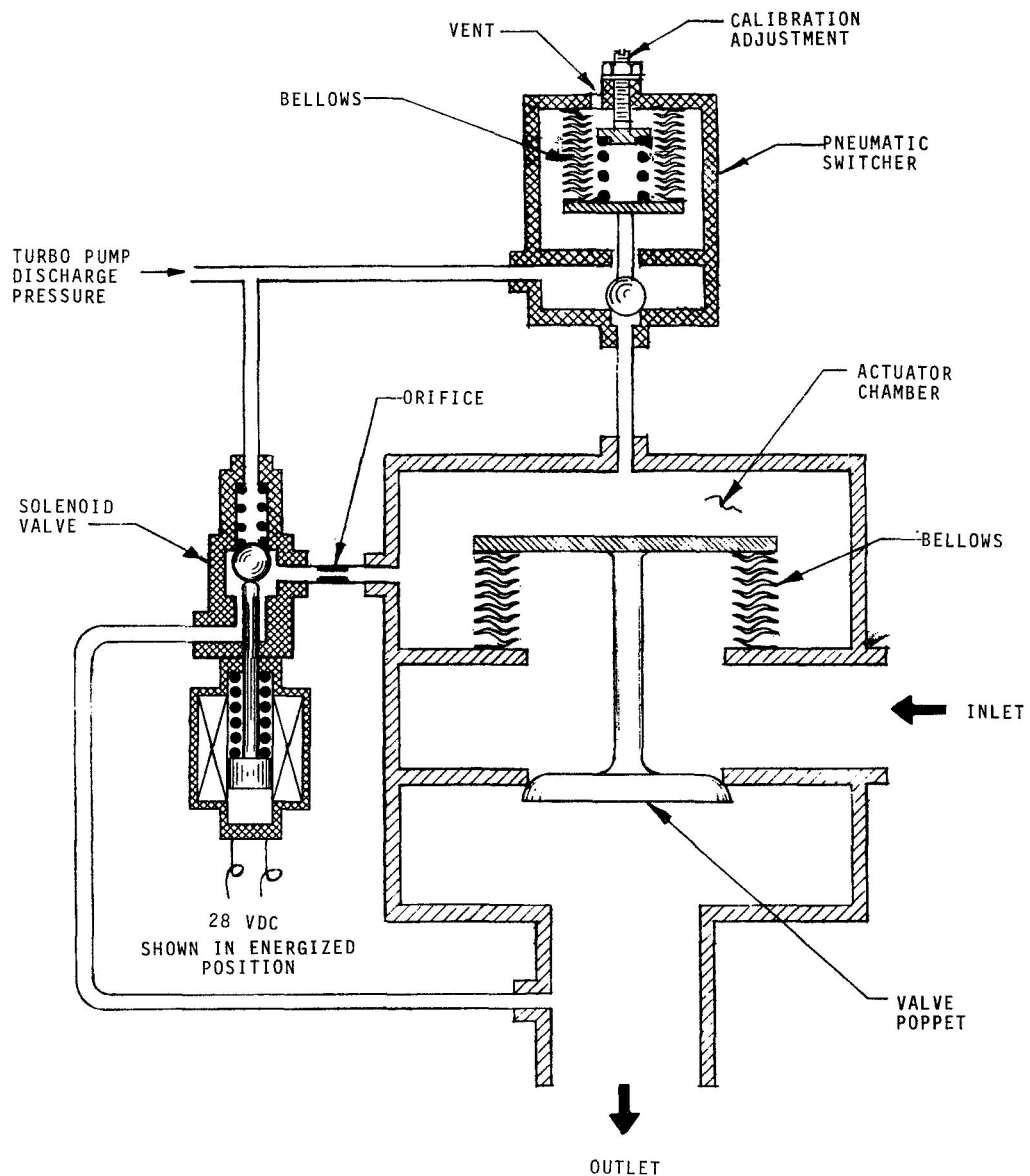 CALIBRATION
ADJUSTMENT
VENT
BELLOWS
PNEUMATIC
SWITCHER
TURBO PUMP
DISCHARGE
PRESSURE
ACTUATOR
CHAMBER
ORIFICE
SOLENOID
VALVE
BELLOWS
INLET
28 VDC
SHOWN IN ENERGIZED
POSITION
VALVE
POPPET
OUTLET